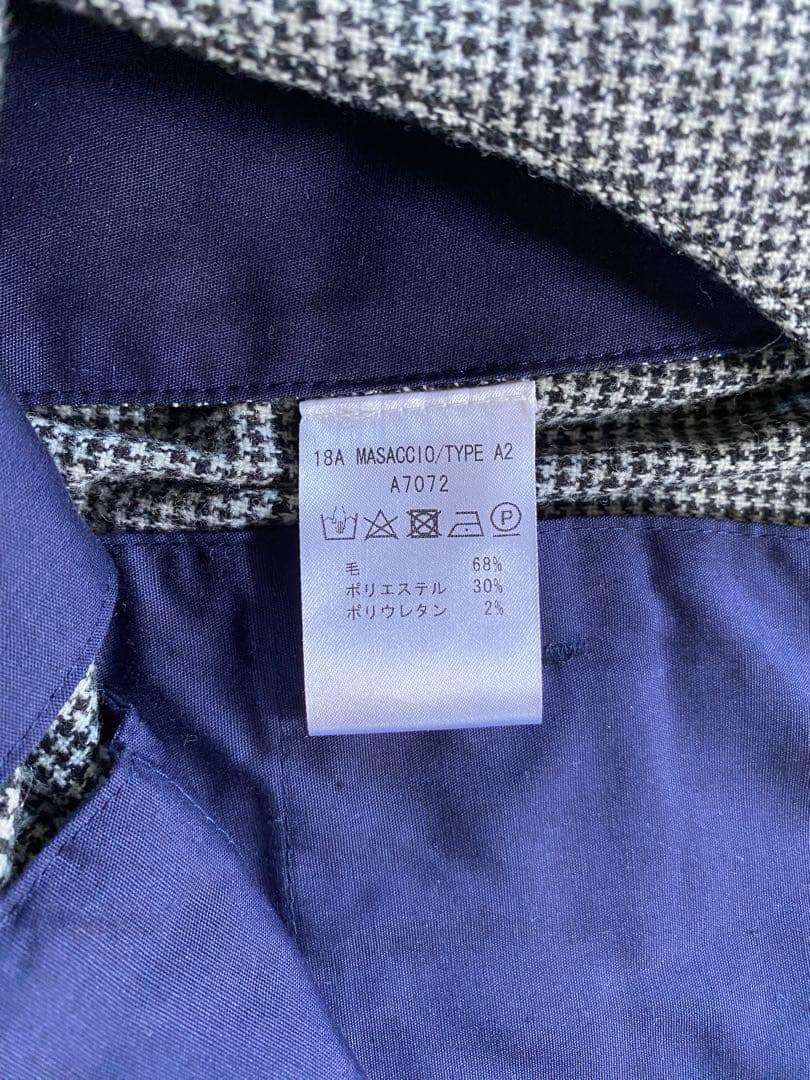 18A MASACCIO/TYPE A2
A7072
P
毛 68%
ポリエステル 30%
ポリウレタン 2%